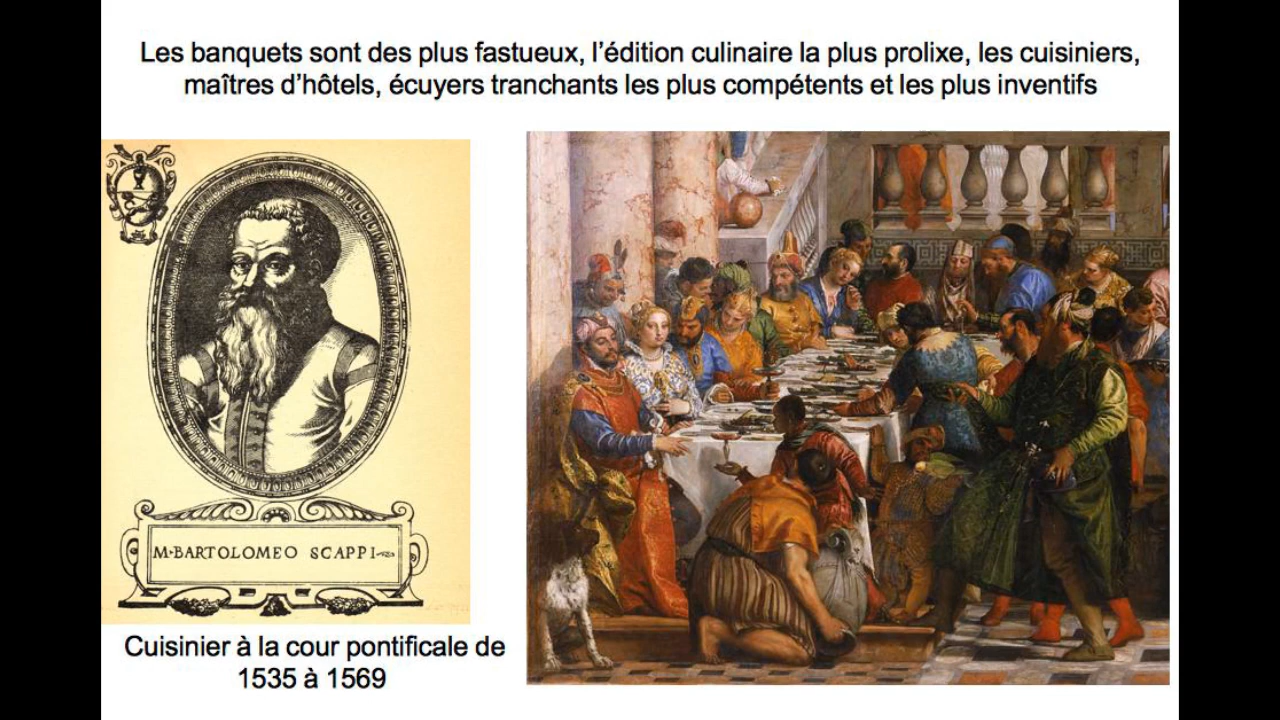 Les banquets sont des plus fastueux, l’édition culinaire la plus prolixe, les cuisiniers,
maîtres d’hôtels, écuyers tranchants les plus compétents et les plus inventifs
M·BARTOLOMEO SCAPPI
Cuisinier à la cour pontificale de
1535 à 1569